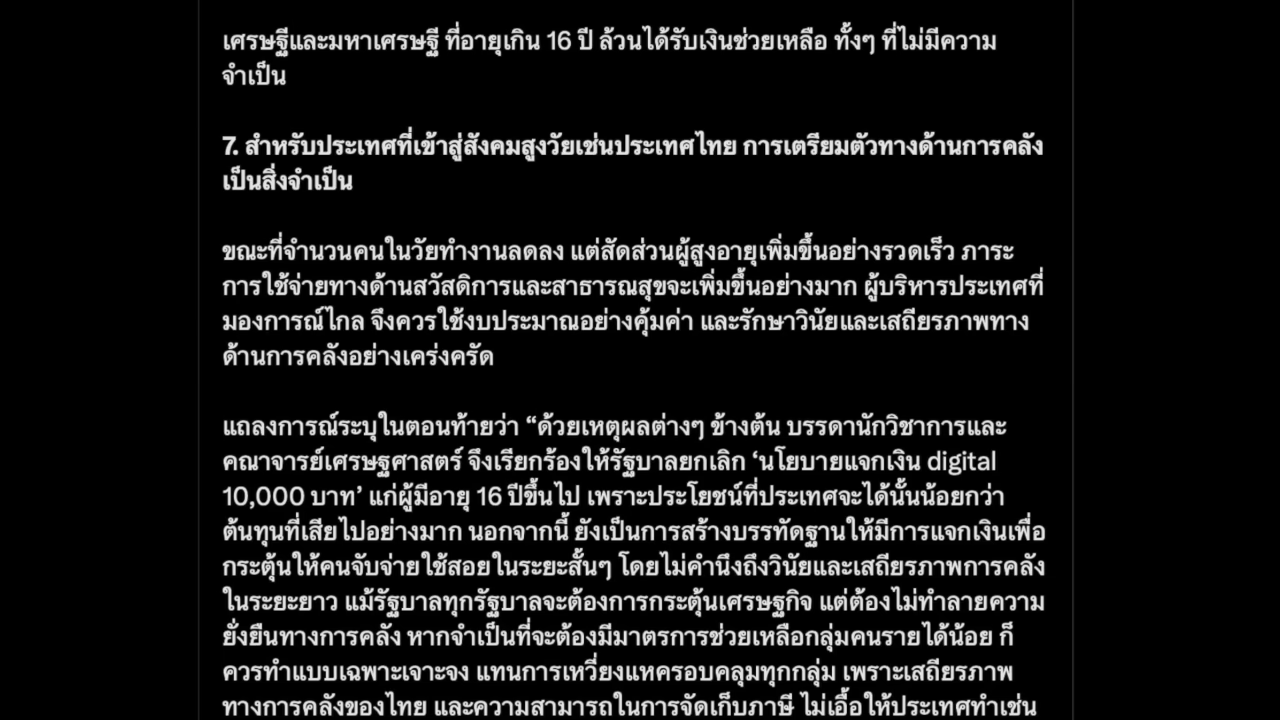 เศรษฐีและมหาเศรษฐี ที่อายุเกิน 16 ปี ล้วนได้รับเงินช่วยเหลือ ทั้งๆ ที่ไม่มีความ
จำเป็น
7. สำหรับประเทศที่เข้าสู่สังคมสูงวัยเช่นประเทศไทย การเตรียมตัวทางด้านการคลัง
เป็นสิ่งจำเป็น
ขณะที่จำนวนคนในวัยทำงานลดลง แต่สัดส่วนผู้สูงอายุเพิ่มขึ้นอย่างรวดเร็ว ภาระ
การใช้จ่ายทางด้านสวัสดิการและสาธารณสุขจะเพิ่มขึ้นอย่างมาก ผู้บริหารประเทศที่
มองการณ์ไกล จึงควรใช้งบประมาณอย่างคุ้มค่า และรักษาวินัยและเสถียรภาพทาง
ด้านการคลังอย่างเคร่งครัด
แถลงการณ์ระบุในตอนท้ายว่า “ด้วยเหตุผลต่างๆ ข้างต้น บรรดานักวิชาการและ
คณาจารย์เศรษฐศาสตร์ จึงเรียกร้องให้รัฐบาลยกเลิก ‘นโยบายแจกเงิน digital
10,000 บาท’ แก่ผู้มีอายุ 16 ปีขึ้นไป เพราะประโยชน์ที่ประเทศจะได้นั้นน้อยกว่า
ต้นทุนที่เสียไปอย่างมาก นอกจากนี้ ยังเป็นการสร้างบรรทัดฐานให้มีการแจกเงินเพื่อ
กระตุ้นให้คนจับจ่ายใช้สอยในระยะสั้นๆ โดยไม่คำนึงถึงวินัยและเสถียรภาพการคลัง
ในระยะยาว แม้รัฐบาลทุกรัฐบาลจะต้องการกระตุ้นเศรษฐกิจ แต่ต้องไม่ทำลายความ
ยั่งยืนทางการคลัง หากจำเป็นที่จะต้องมีมาตรการช่วยเหลือกลุ่มคนรายได้น้อย ก็
ควรทำแบบเฉพาะเจาะจง แทนการเหวี่ยงแหครอบคลุมทุกกลุ่ม เพราะเสถียรภาพ
ทางการคลังของไทย และความสามารถในการจัดเก็บภาษี ไม่เอื้อให้ประเทศทำเช่น